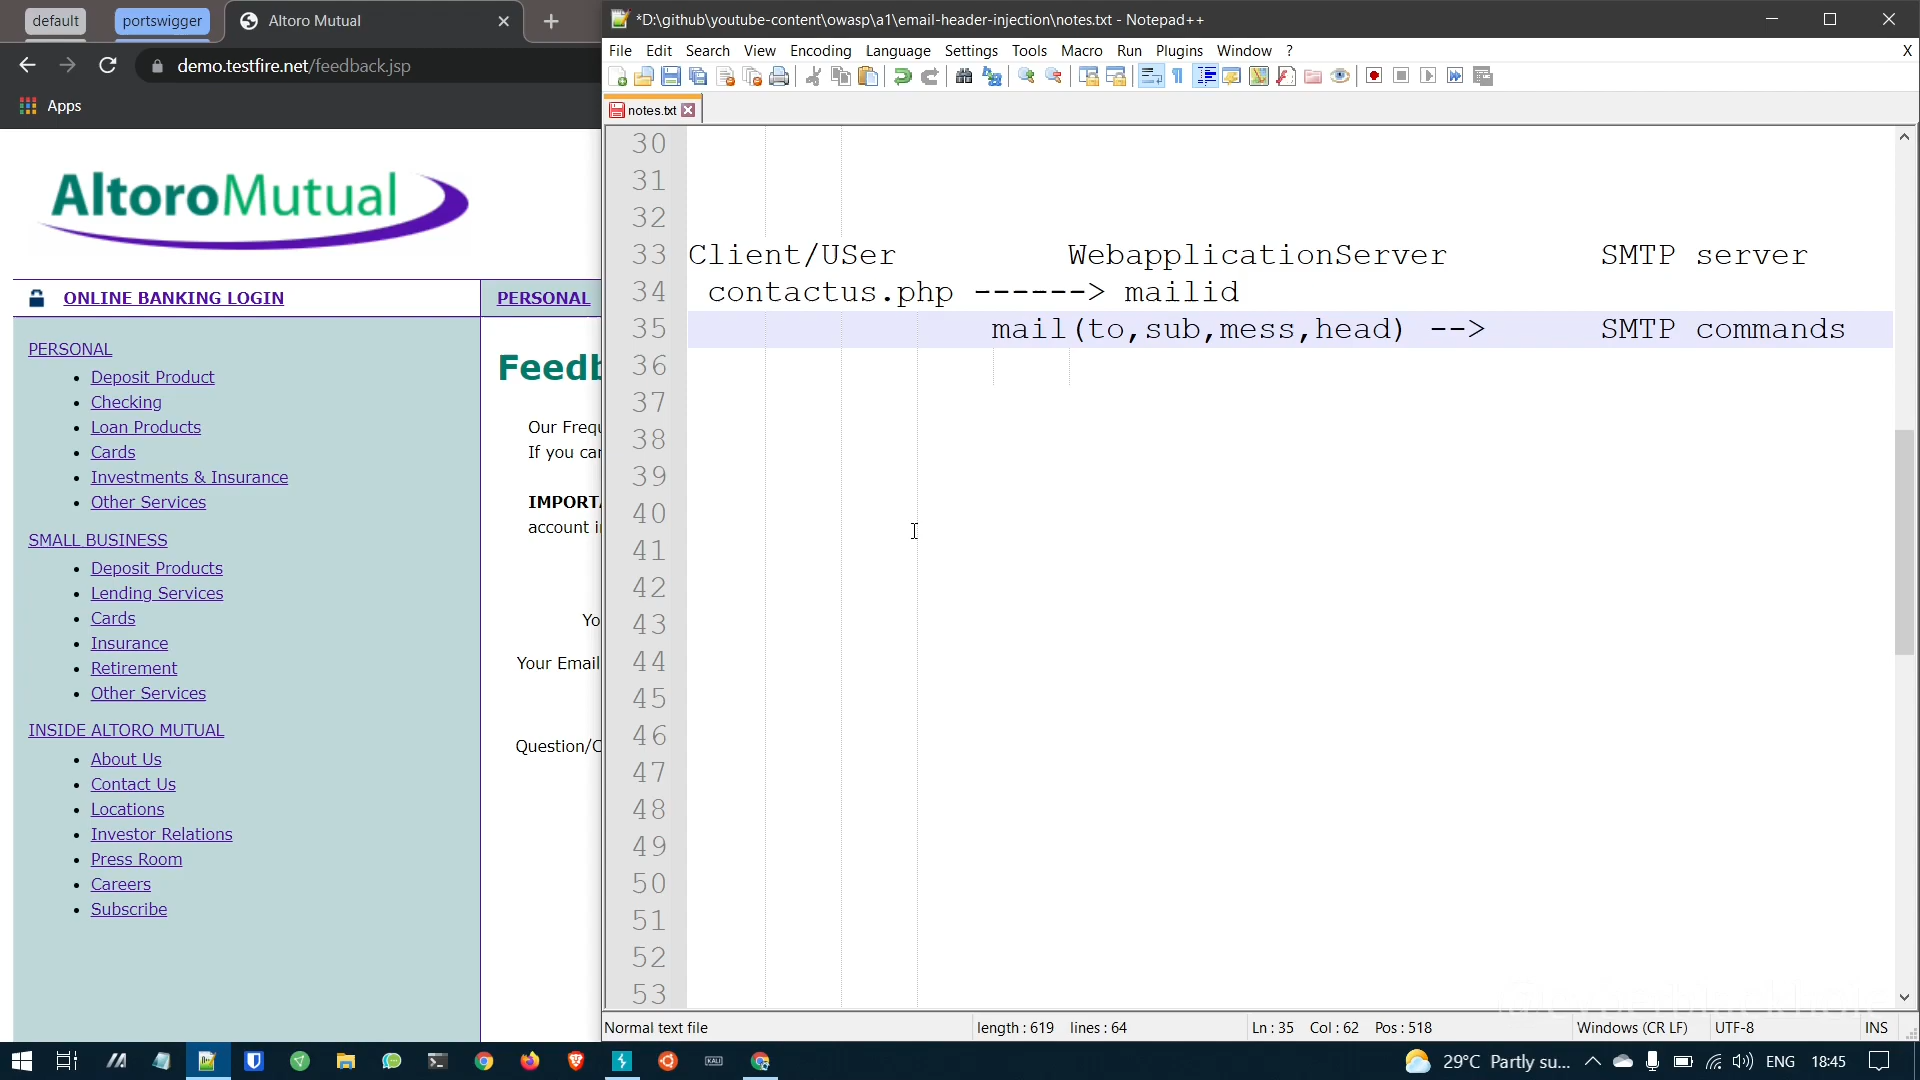 default
portswigger
Altoro Mutual
demo.testfire.net/feedback.jsp
Apps
AltoroMutual
ONLINE BANKING LOGIN
PERSONAL
PERSONAL
Deposit Product
Checking
Loan Products
Cards
Investments & Insurance
Other Services
SMALL BUSINESS
Deposit Products
Lending Services
Cards
Insurance
Retirement
Other Services
INSIDE ALTORO MUTUAL
About Us
Contact Us
Locations
Investor Relations
Press Room
Careers
Subscribe
Feedb
Our Frequ
If you can
IMPORTA
account i
Yo
Your Email
Question/C
*D:\github\youtube-content\owasp\a1\email-header-injection\notes.txt - Notepad++
File Edit Search View Encoding Language Settings Tools Macro Run Plugins Window ? X
notes.txt
30
31
32
33 Client/USer WebapplicationServer SMTP server
34 contactus.php ------> mailid
35 mail(to,sub,mess,head) --> SMTP commands
36
37
38
39
40
41
42
43
44
45
46
47
48
49
50
51
52
53
Normal text file length : 619 lines : 64 Ln : 35 Col : 62 Pos : 518 Windows (CR LF) UTF-8 INS
KALI
29°C Partly su... ENG 18:45